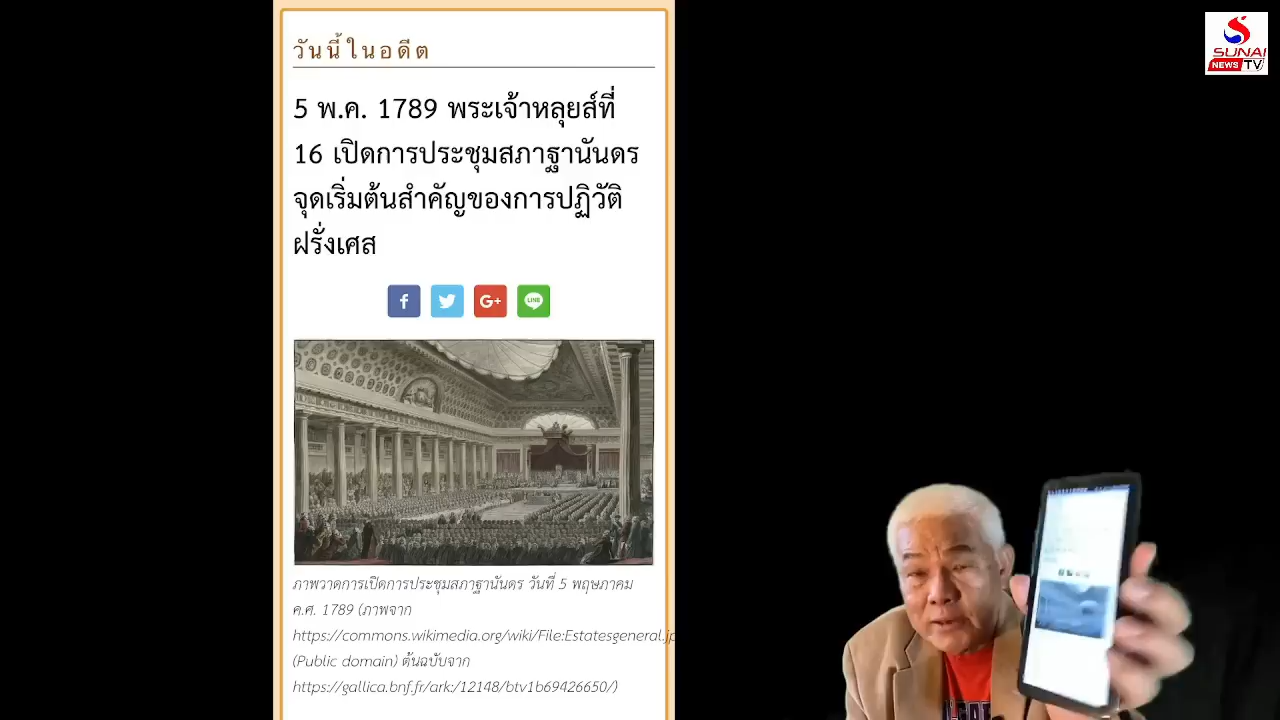 วันนี้ในอดีต
5 พ.ค. 1789 พระเจ้าหลุยส์ที่
16 เปิดการประชุมสภาฐานันดร
จุดเริ่มต้นสำคัญของการปฏิวัติ
ฝรั่งเศส
f
G+
LINE
ภาพวาดการเปิดการประชุมสภาฐานันดร วันที่ 5 พฤษภาคม
ค.ศ. 1789 (ภาพจาก
https://commons.wikimedia.org/wiki/File:Estatesgeneral.jp
(Public domain) ต้นฉบับจาก
https://gallica.bnf.fr/ark:/12148/btv1b69426650/)
SUNAI
NEWS TV